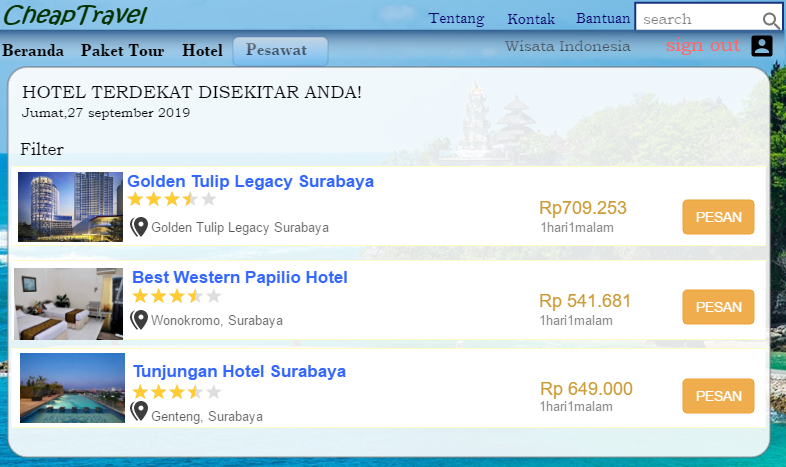 CheapTravel
Tentang Kontak Bantuan search
Beranda Paket Tour Hotel Pesawat
Wisata Indonesia sign out
HOTEL TERDEKAT DISEKITAR ANDA!
Jumat,27 september 2019
Filter
Golden Tulip Legacy Surabaya
Golden Tulip Legacy Surabaya
Rp709.253
1hari1malam
PESAN
Best Western Papilio Hotel
Wonokromo, Surabaya
Rp 541.681
1hari1malam
PESAN
Tunjungan Hotel Surabaya
Genteng, Surabaya
Rp 649.000
1hari1malam
PESAN